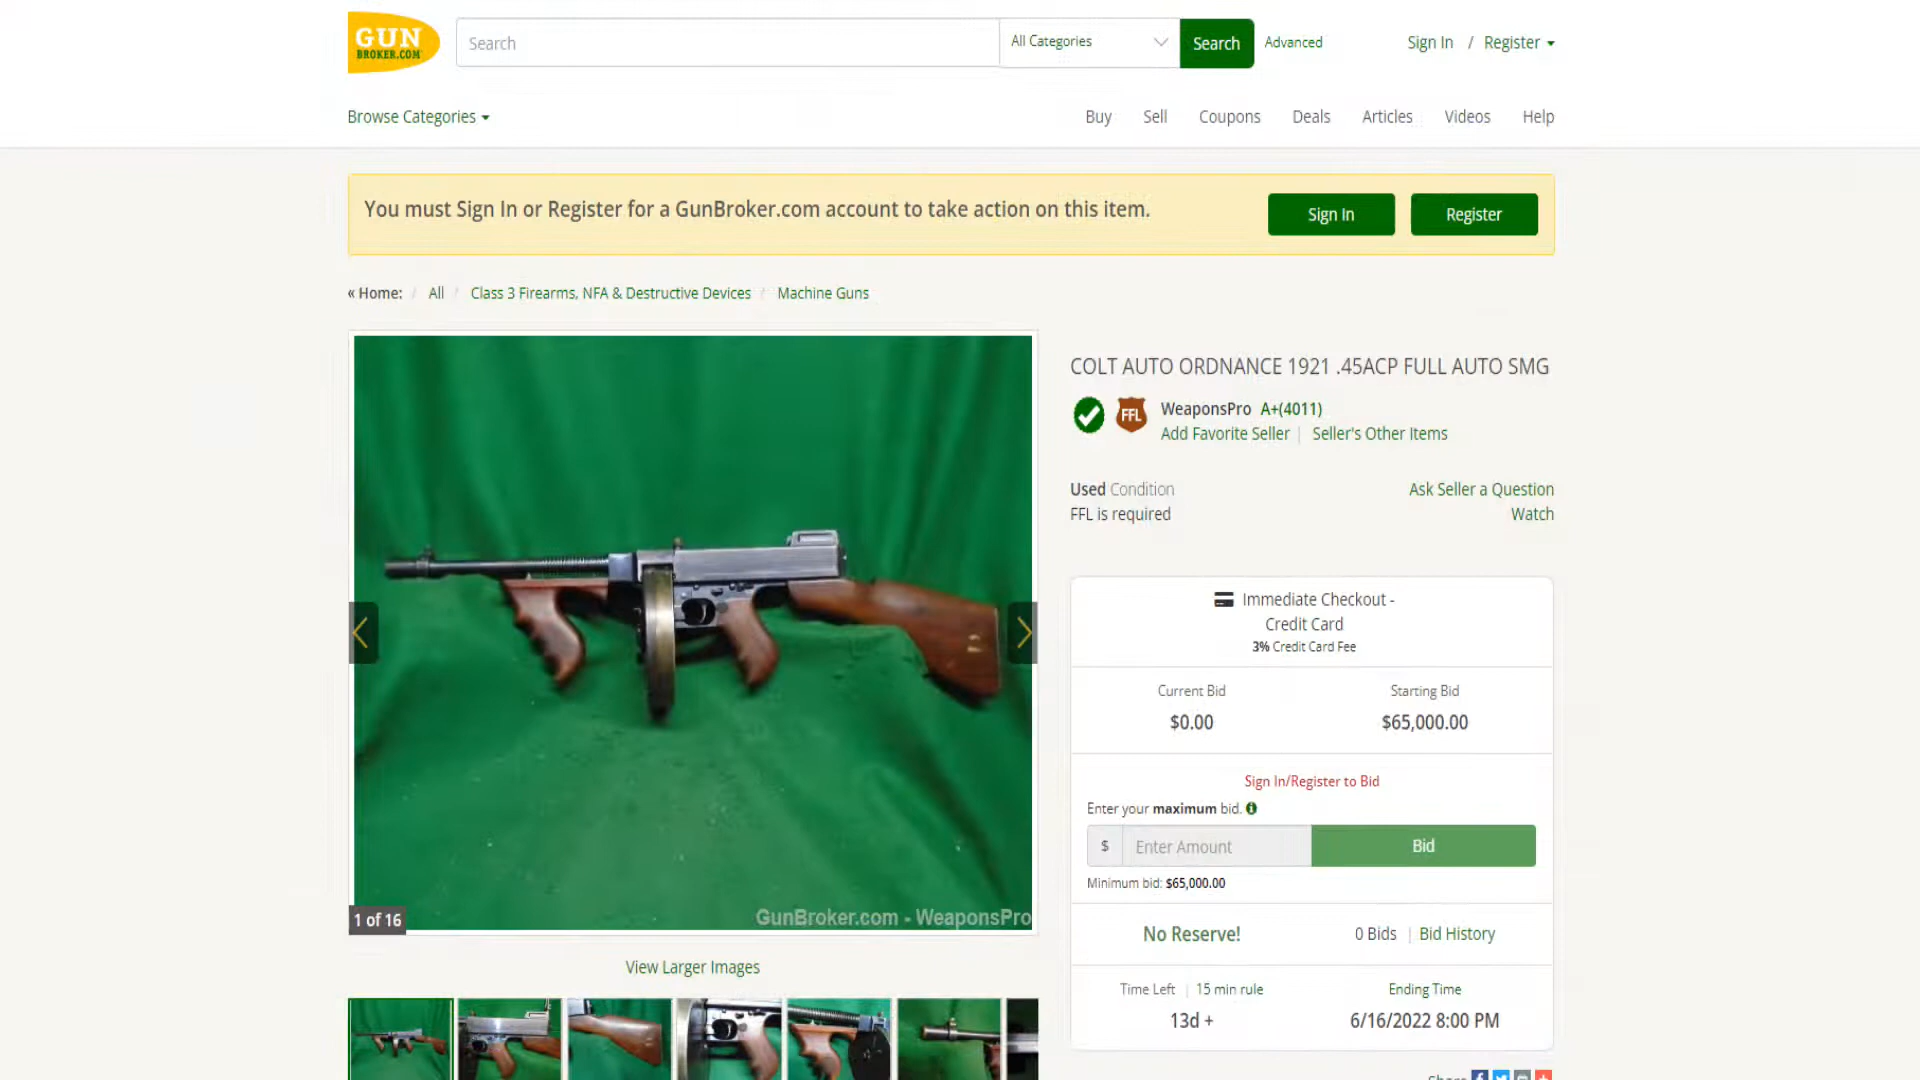 GUN
BROKER.COM
Search
All Categories
Search
Advanced
Sign In / Register
Browse Categories
Buy
Sell
Coupons
Deals
Articles
Videos
Help
You must Sign In or Register for a GunBroker.com account to take action on this item.
Sign In
Register
« Home: / All / Class 3 Firearms, NFA & Destructive Devices / Machine Guns
COLT AUTO ORDNANCE 1921 .45ACP FULL AUTO SMG
FFL
WeaponsPro A+(4011)
Add Favorite Seller | Seller's Other Items
Used Condition
Ask Seller a Question
FFL is required
Watch
Immediate Checkout -
Credit Card
3% Credit Card Fee
Current Bid
Starting Bid
$0.00
$65,000.00
Sign In/Register to Bid
Enter your maximum bid.
$
Enter Amount
Bid
Minimum bid: $65,000.00
No Reserve!
0 Bids | Bid History
Time Left | 15 min rule
Ending Time
13d +
6/16/2022 8:00 PM
GunBroker.com - WeaponsPro
1 of 16
View Larger Images
Share